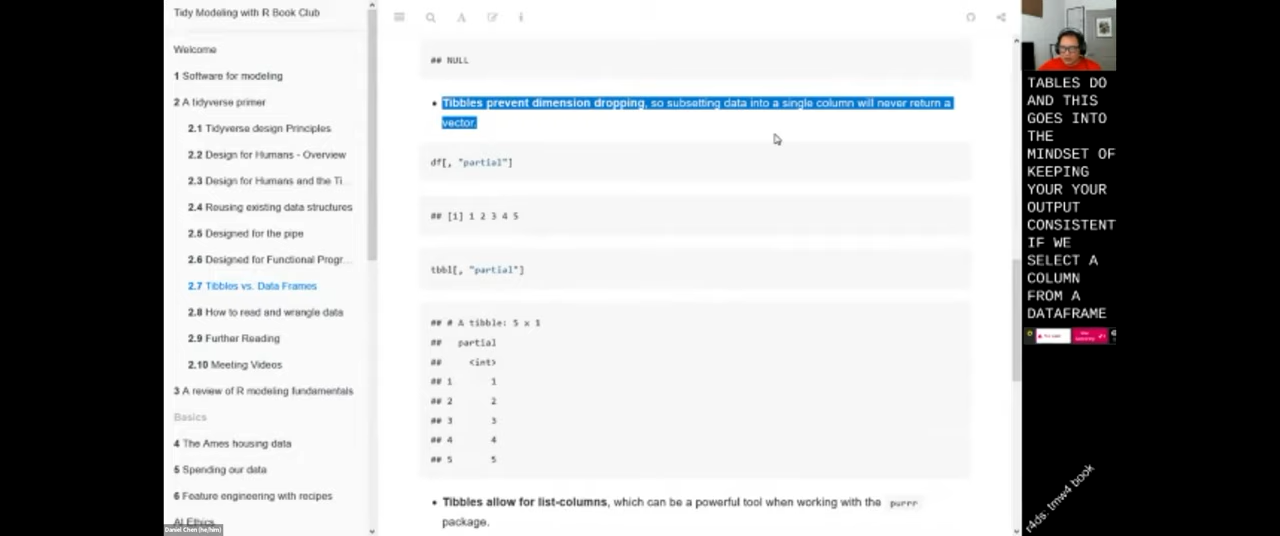 Tidy Modeling with R Book Club
Welcome
1 Software for modeling
2 A tidyverse primer
2.1 Tidyverse design Principles
2.2 Design for Humans - Overview
2.3 Design for Humans and the Ti…
2.4 Reusing existing data structures
2.5 Designed for the pipe
2.6 Designed for Functional Progr…
2.7 Tibbles vs. Data Frames
2.8 How to read and wrangle data
2.9 Further Reading
2.10 Meeting Videos
3 A review of R modeling fundamentals
Basics
4 The Ames housing data
5 Spending our data
6 Feature engineering with recipes
AI Ethics
Daniel Chen (he/him)
## NULL
• Tibbles prevent dimension dropping, so subsetting data into a single column will never return a
vector.
df[, "partial"]
## [1] 1 2 3 4 5
tbbl[, "partial"]
## # A tibble: 5 x 1
##   partial
##     <int>
## 1       1
## 2       2
## 3       3
## 4       4
## 5       5
• Tibbles allow for list-columns, which can be a powerful tool when working with the purrr
package.
TABLES DO
AND THIS
GOES INTO
THE
MINDSET OF
KEEPING
YOUR YOUR
OUTPUT
CONSISTENT
IF WE
SELECT A
COLUMN
FROM A
DATAFRAME
r4ds: tmw4 book